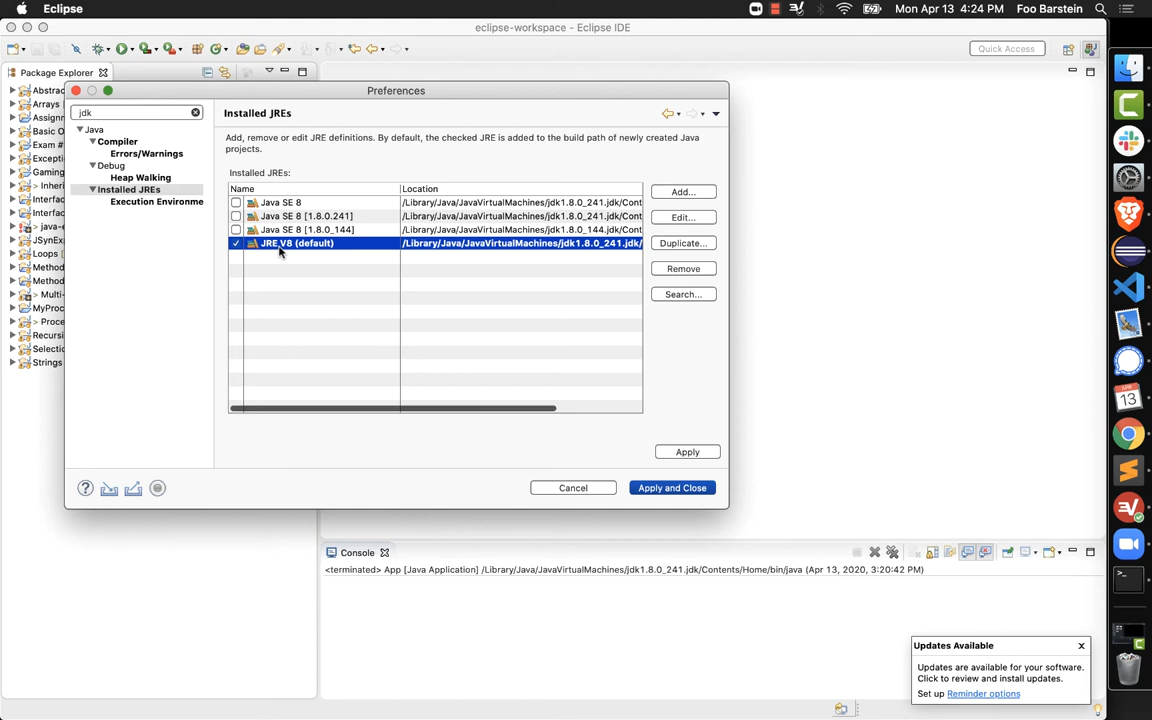 Eclipse
Mon Apr 13 4:24 PM Foo Barstein
eclipse-workspace - Eclipse IDE
Quick Access
Package Explorer
Abstrac
Arrays
Assignm
Basic O
Exam #
Excepti
Gaming
> Inheri
Interfac
Interfac
> java-e
JSynEx
Loops [
Method
Method
> Multi-
MyProc
> Proce
Recursi
Selectio
Strings
Preferences
jdk
Java
Compiler
Errors/Warnings
Debug
Heap Walking
Installed JREs
Execution Environme
Installed JREs
Add, remove or edit JRE definitions. By default, the checked JRE is added to the build path of newly created Java
projects.
Installed JREs:
Name Location
Java SE 8 /Library/Java/JavaVirtualMachines/jdk1.8.0_241.jdk/Cont
Java SE 8 [1.8.0.241] /Library/Java/JavaVirtualMachines/jdk1.8.0_241.jdk/Cont
Java SE 8 [1.8.0_144] /Library/Java/JavaVirtualMachines/jdk1.8.0_144.jdk/Cont
JRE V8 (default) /Library/Java/JavaVirtualMachines/jdk1.8.0_241.jdk/
Add...
Edit...
Duplicate...
Remove
Search...
Apply
Cancel
Apply and Close
Console
<terminated> App [Java Application] /Library/Java/JavaVirtualMachines/jdk1.8.0_241.jdk/Contents/Home/bin/java (Apr 13, 2020, 3:20:42 PM)
Updates Available
Updates are available for your software.
Click to review and install updates.
Set up Reminder options
APR
13